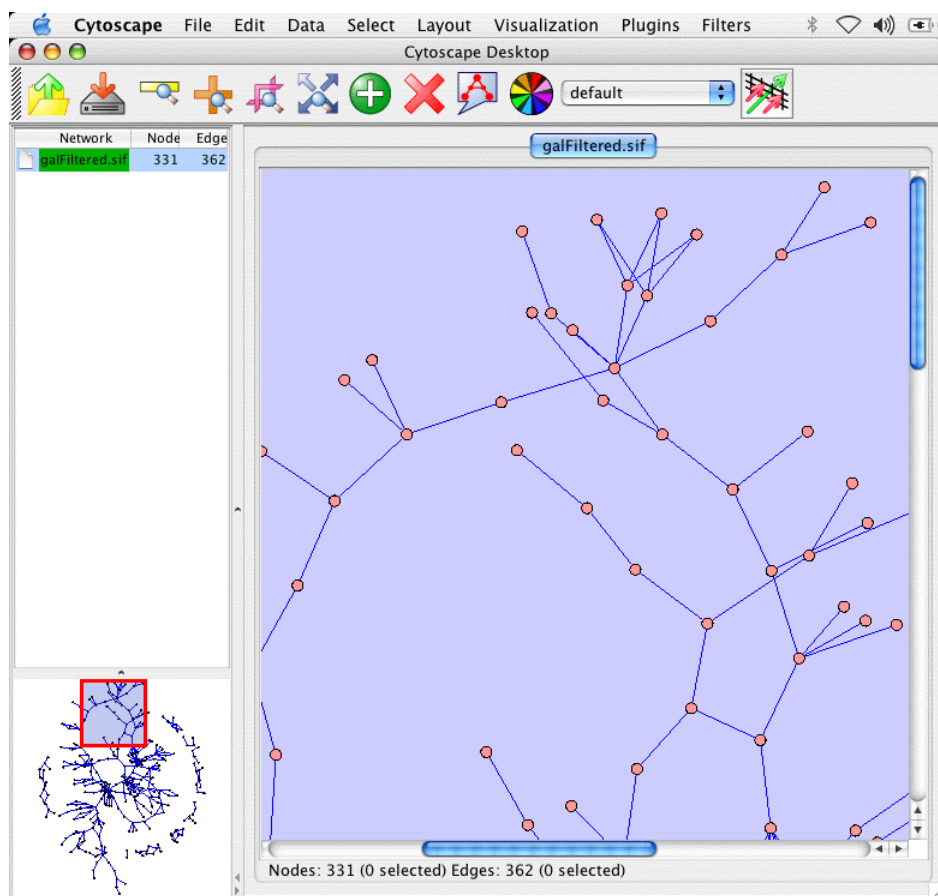 Cytoscape File Edit Data Select Layout Visualization Plugins Filters
Cytoscape Desktop
default
Network Node Edge
galFiltered.sif 331 362
galFiltered.sif
Nodes: 331 (0 selected) Edges: 362 (0 selected)